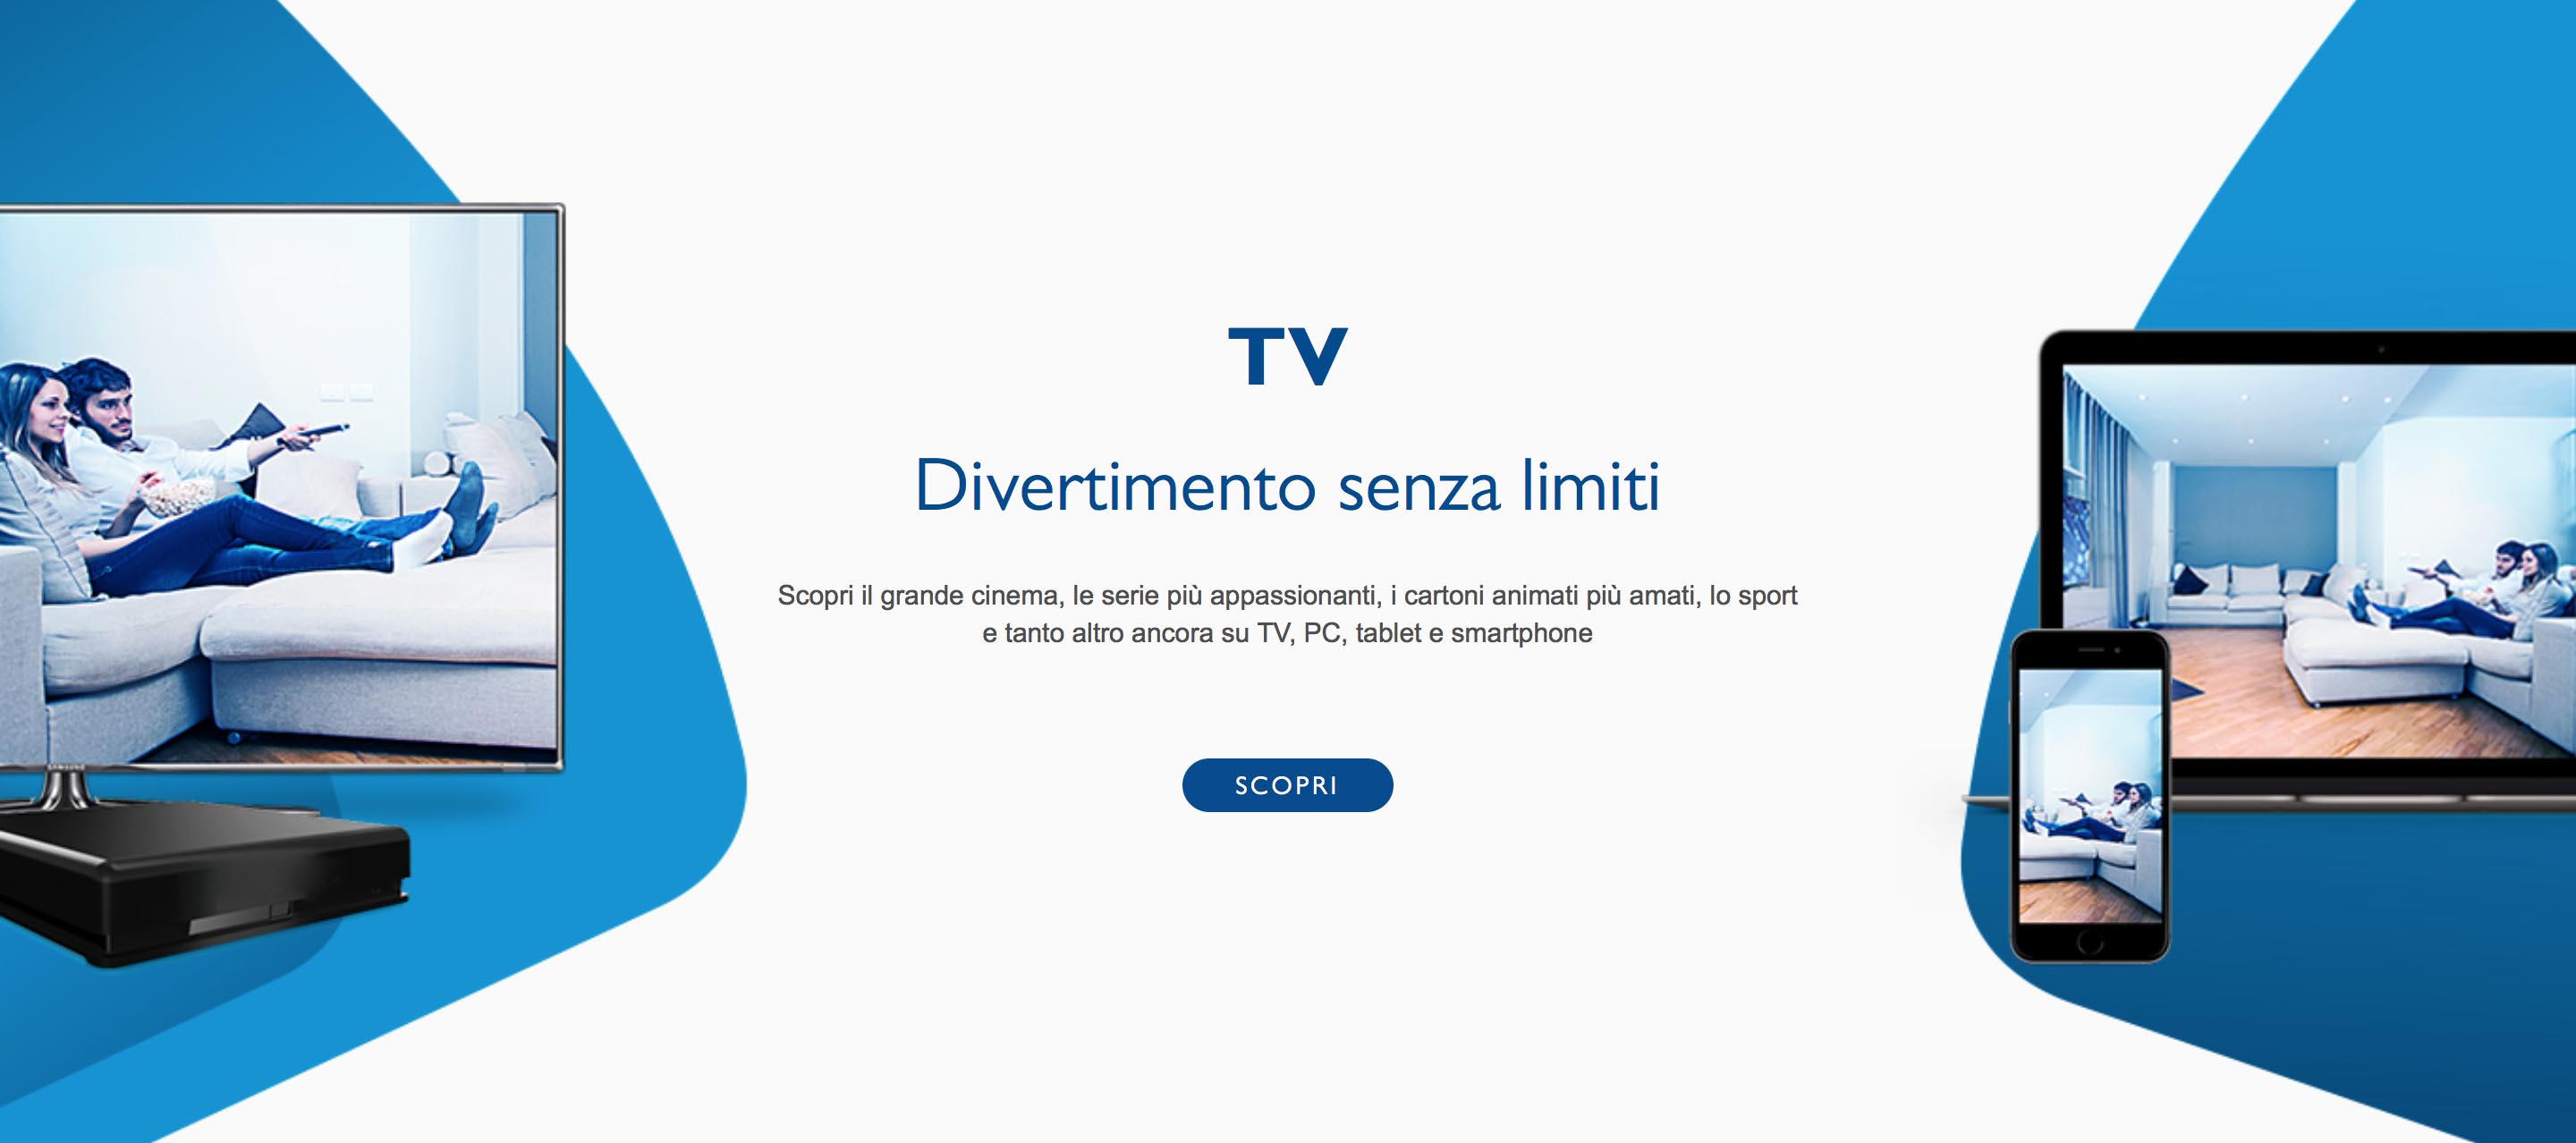 TV
Divertimento senza limiti
Scopri il grande cinema, le serie più appassionanti, i cartoni animati più amati, lo sport
e tanto altro ancora su TV, PC, tablet e smartphone
SCOPRI